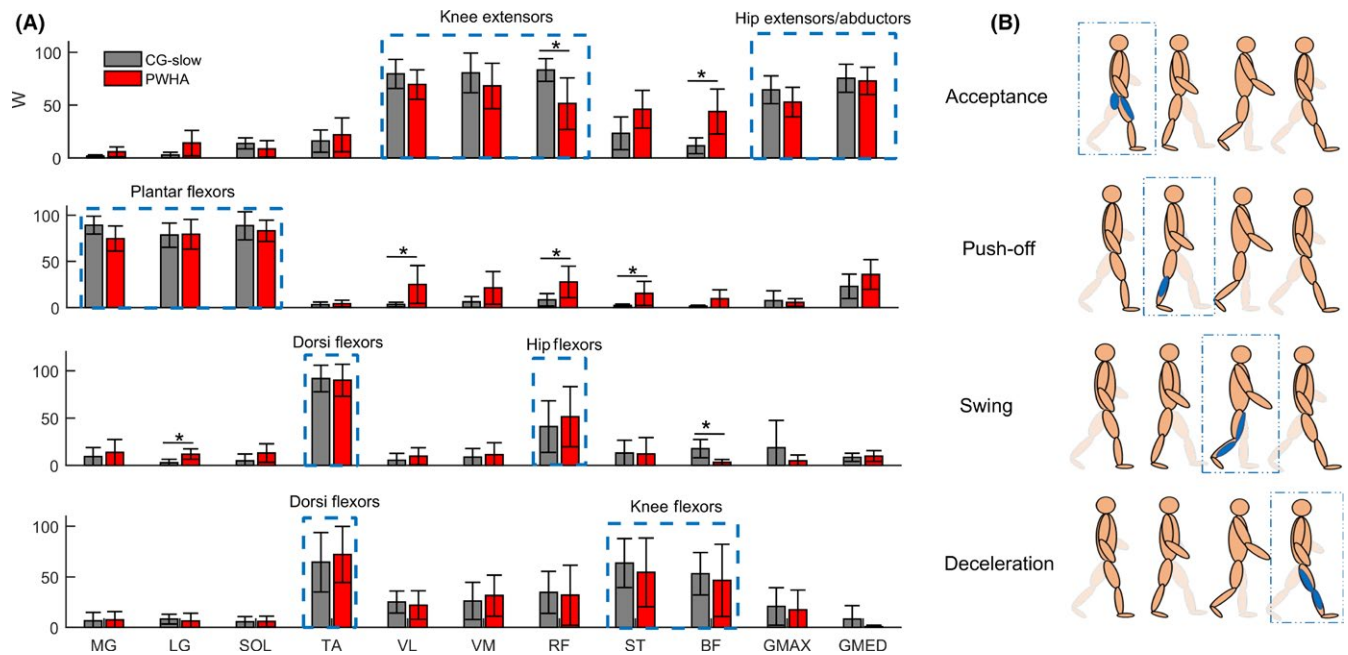 (A)
Knee extensors
Hip extensors/abductors
(B)
CG-slow
PWHA
W
100
50
0
*
*
Acceptance
Plantar flexors
100
50
0
*
*
*
Push-off
Dorsi flexors
Hip flexors
100
50
0
*
*
Swing
Dorsi flexors
Knee flexors
100
50
0
Deceleration
MG LG SOL TA VL VM RF ST BF GMAX GMED